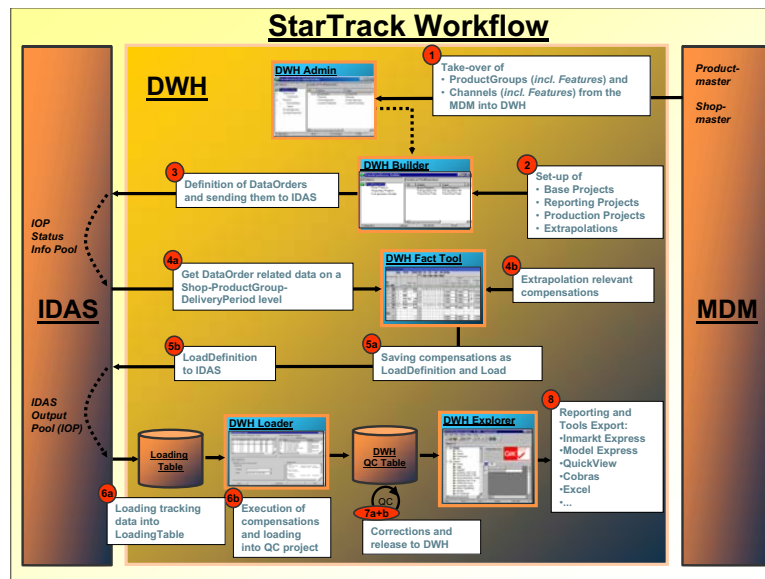 StarTrack Workflow
DWH
DWH Admin
1
Take-over of
• ProductGroups (incl. Features) and
• Channels (incl. Features) from the
MDM into DWH
Product-
master
Shop-
master
DWH Builder
3
Definition of DataOrders
and sending them to IDAS
2
Set-up of
• Base Projects
• Reporting Projects
• Production Projects
• Extrapolations
IOP
Status
Info Pool
4a
Get DataOrder related data on a
Shop-ProductGroup-
DeliveryPeriod level
DWH Fact Tool
4b
Extrapolation relevant
compensations
IDAS
MDM
5b
LoadDefinition
to IDAS
5a
Saving compensations as
LoadDefinition and Load
IDAS
Output
Pool (IOP)
Loading
Table
DWH Loader
DWH
QC Table
DWH Explorer
8
Reporting and
Tools Export:
•Inmarkt Express
•Model Express
•QuickView
•Cobras
•Excel
•...
6a
Loading tracking
data into
LoadingTable
6b
Execution of
compensations
and loading
into QC project
QC
7a+b
Corrections and
release to DWH